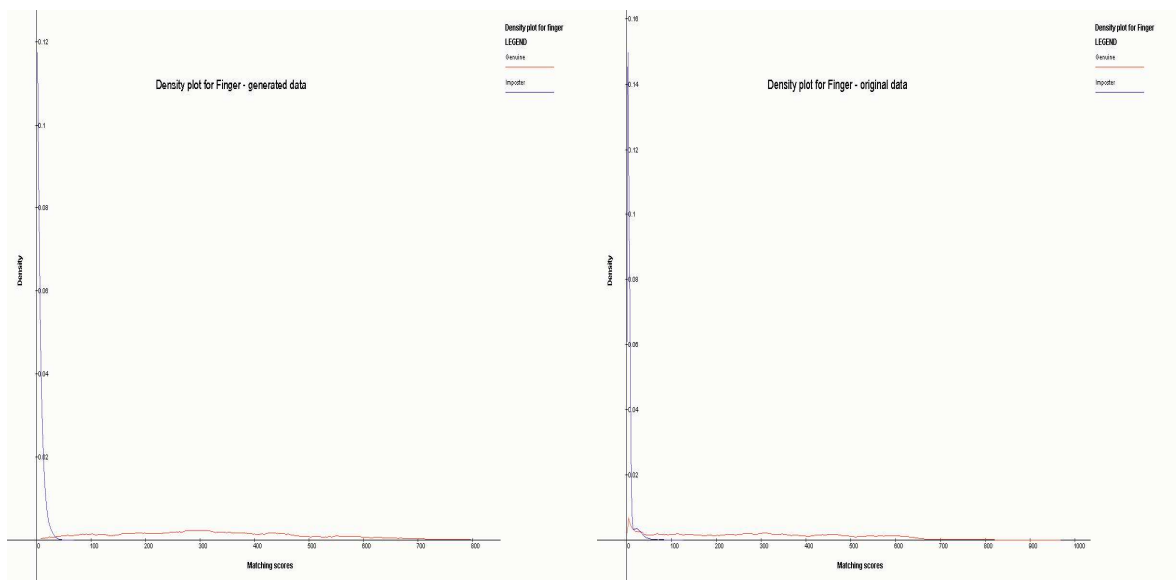 Density plot for finger
LEGEND
Genuine
Imposter
Density plot for Finger - generated data
0.12
0.1
0.08
0.06
0.04
0.02
Density
0
100
200
300
400
500
600
700
800
Matching scores
Density plot for Finger
LEGEND
Genuine
Imposter
Density plot for Finger - original data
0.16
0.14
0.12
0.1
0.08
0.06
0.04
0.02
Density
0
100
200
300
400
500
600
700
800
900
1000
Matching scores